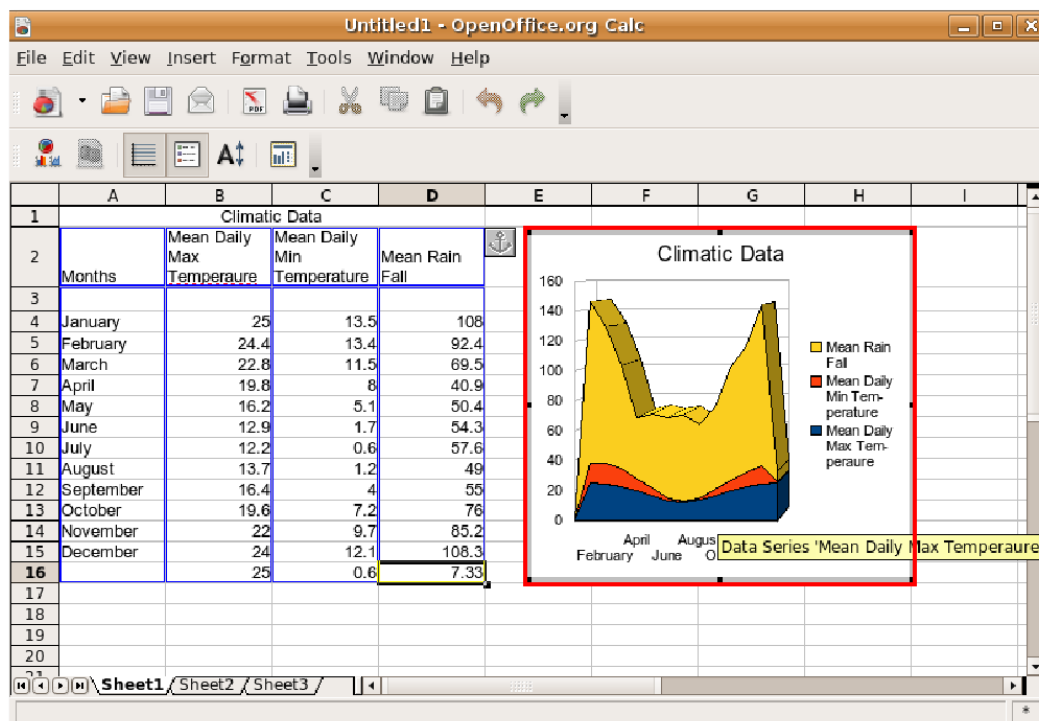 Untitled1 - OpenOffice.org Calc
File Edit View Insert Format Tools Window Help
PDF
A
A B C D E F G H I
1 Climatic Data
2 Months Mean Daily Max Temperaure Mean Daily Min Temperature Mean Rain Fall
3
4 January 25 13.5 108
5 February 24.4 13.4 92.4
6 March 22.8 11.5 69.5
7 April 19.8 8 40.9
8 May 16.2 5.1 50.4
9 June 12.9 1.7 54.3
10 July 12.2 0.6 57.6
11 August 13.7 1.2 49
12 September 16.4 4 55
13 October 19.6 7.2 76
14 November 22 9.7 85.2
15 December 24 12.1 108.3
16 25 0.6 7.33
17
18
19
20
21
Climatic Data
160
140
120
100
80
60
40
20
0
April Augus
February June O
Mean Rain
Fall
Mean Daily
Min Tem-
perature
Mean Daily
Max Tem-
peraure
Data Series 'Mean Daily Max Temperaure
Sheet1 Sheet2 Sheet3
*